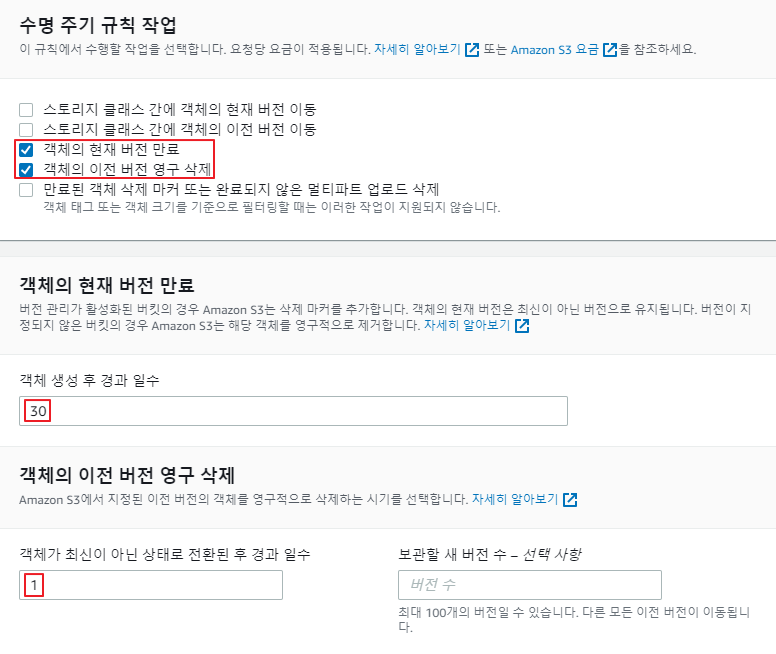 수명 주기 규칙 작업
이 규칙에서 수행할 작업을 선택합니다. 요청당 요금이 적용됩니다. 자세히 알아보기 또는 Amazon S3 요금을 참조하세요.
스토리지 클래스 간에 객체의 현재 버전 이동
스토리지 클래스 간에 객체의 이전 버전 이동
객체의 현재 버전 만료
객체의 이전 버전 영구 삭제
만료된 객체 삭제 마커 또는 완료되지 않은 멀티파트 업로드 삭제
객체 태그 또는 객체 크기를 기준으로 필터링할 때는 이러한 작업이 지원되지 않습니다.
객체의 현재 버전 만료
버전 관리가 활성화된 버킷의 경우 Amazon S3는 삭제 마커를 추가합니다. 객체의 현재 버전은 최신이 아닌 버전으로 유지됩니다. 버전이 지
정되지 않은 버킷의 경우 Amazon S3는 해당 객체를 영구적으로 제거합니다. 자세히 알아보기
객체 생성 후 경과 일수
30
객체의 이전 버전 영구 삭제
Amazon S3에서 지정된 이전 버전의 객체를 영구적으로 삭제하는 시기를 선택합니다. 자세히 알아보기
객체가 최신이 아닌 상태로 전환된 후 경과 일수
1
보관할 새 버전 수 – 선택 사항
버전 수
최대 100개의 버전일 수 있습니다. 다른 모든 이전 버전이 이동됩니
다.